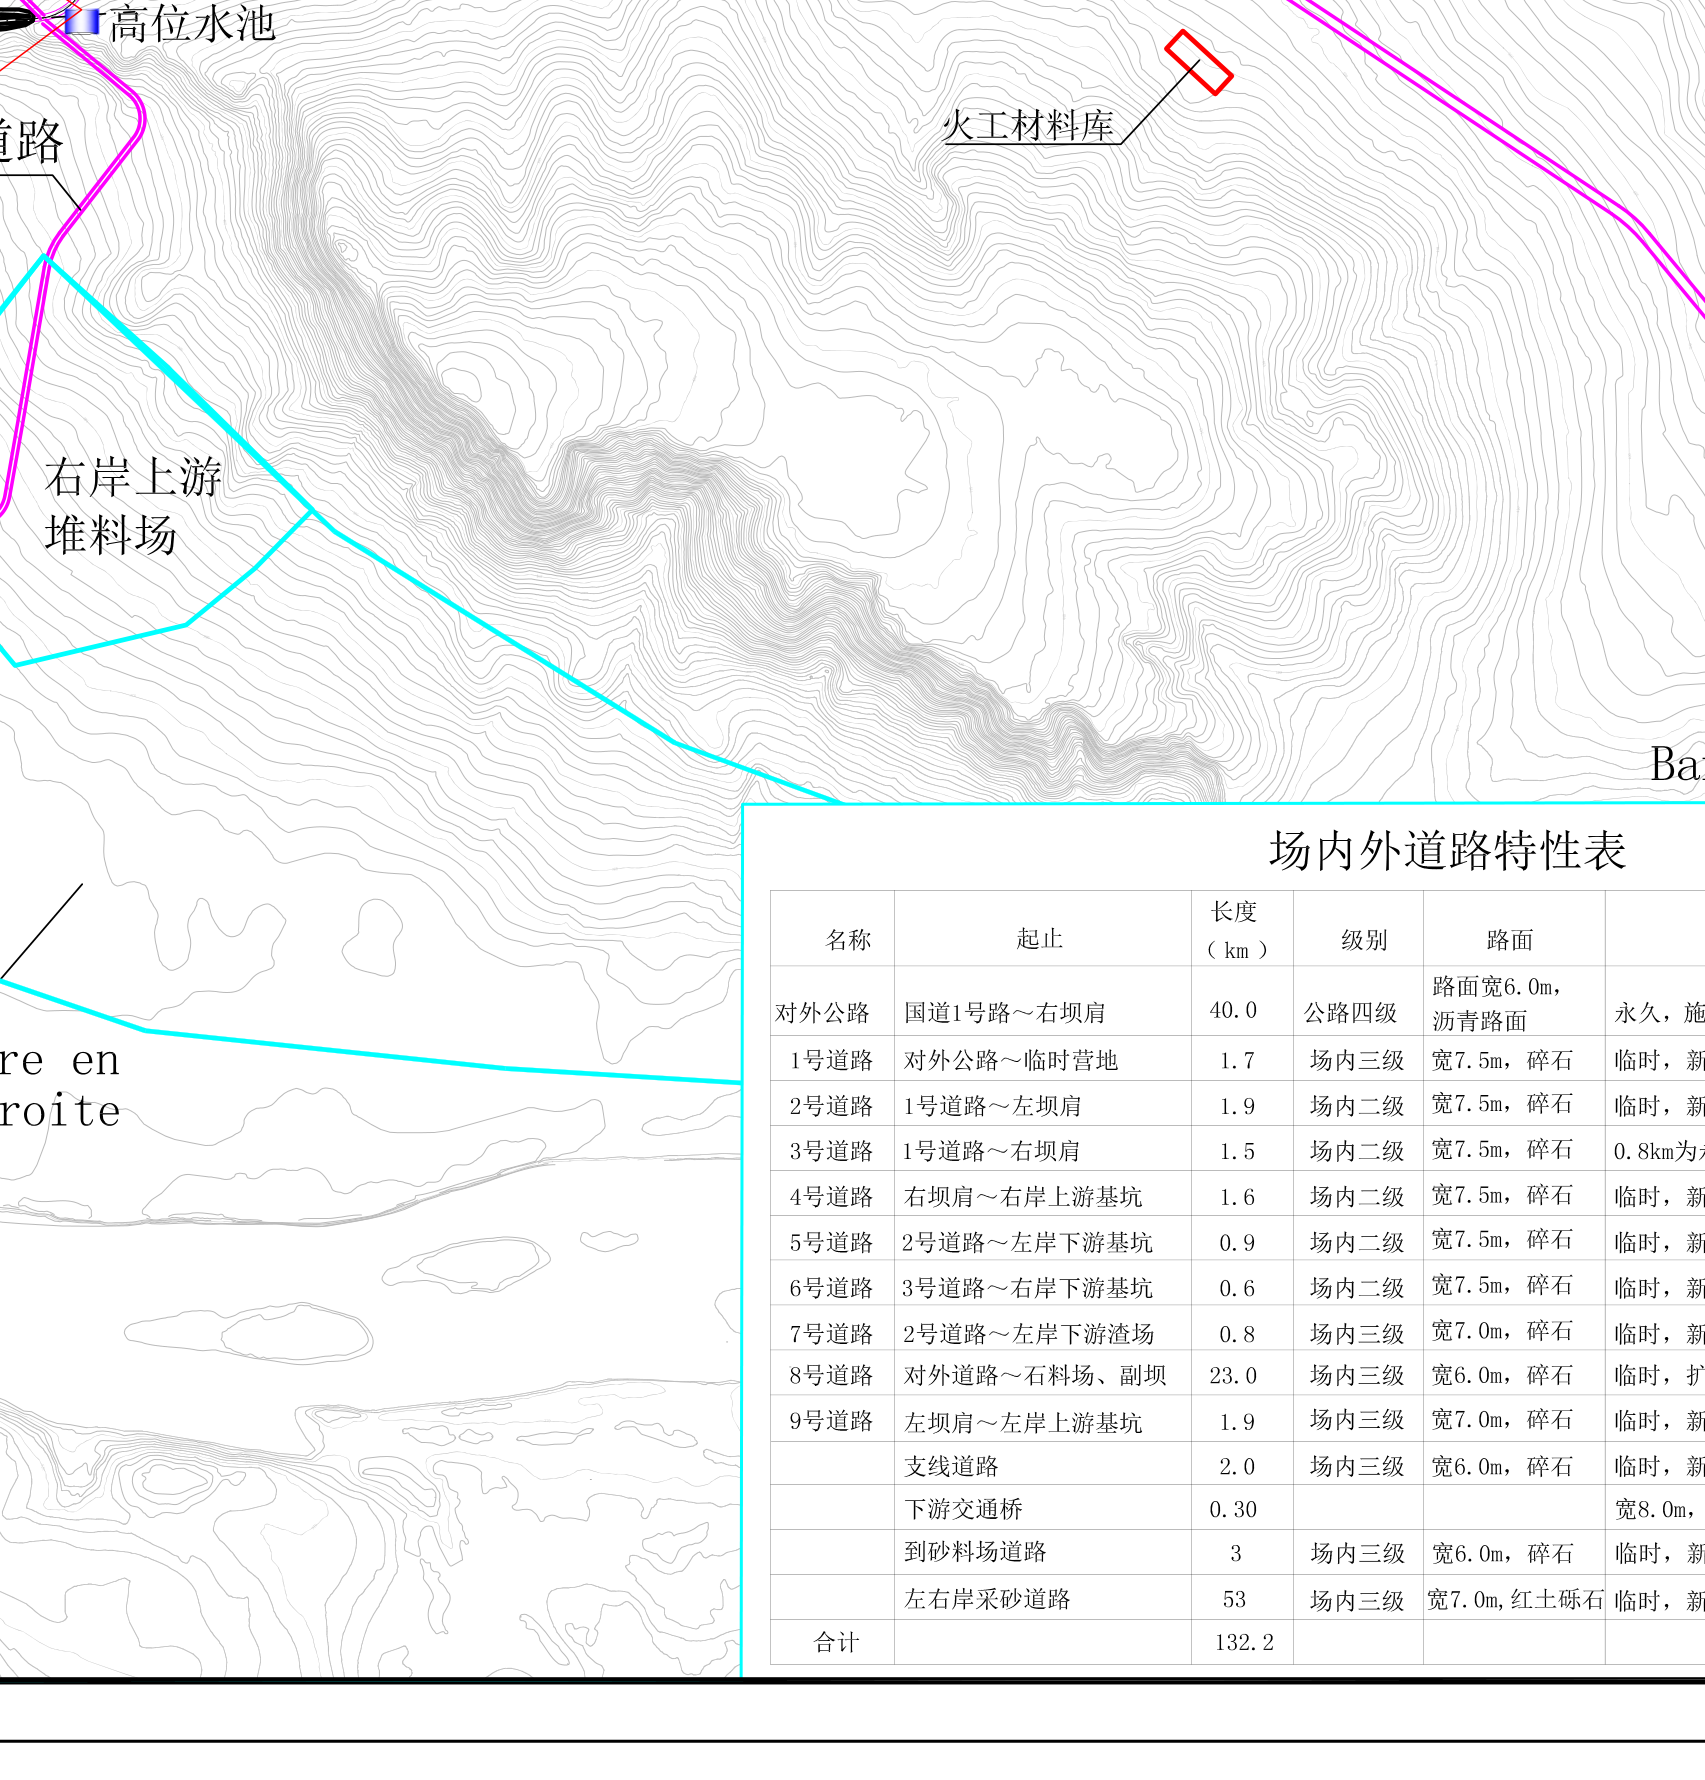 高位水池
火工材料库
道路
右岸上游
堆料场
re en
roite
场内外道路特性表
名称 起止 长度（km） 级别 路面
对外公路 国道1号路～右坝肩 40.0 公路四级 路面宽6.0m，沥青路面 永久，施
1号道路 对外公路～临时营地 1.7 场内三级 宽7.5m，碎石 临时，新
2号道路 1号道路～左坝肩 1.9 场内二级 宽7.5m，碎石 临时，新
3号道路 1号道路～右坝肩 1.5 场内二级 宽7.5m，碎石 0.8km为
4号道路 右坝肩～右岸上游基坑 1.6 场内二级 宽7.5m，碎石 临时，新
5号道路 2号道路～左岸下游基坑 0.9 场内二级 宽7.5m，碎石 临时，新
6号道路 3号道路～右岸下游基坑 0.6 场内二级 宽7.5m，碎石 临时，新
7号道路 2号道路～左岸下游渣场 0.8 场内三级 宽7.0m，碎石 临时，新
8号道路 对外道路～石料场、副坝 23.0 场内三级 宽6.0m，碎石 临时，扩
9号道路 左坝肩～左岸上游基坑 1.9 场内三级 宽7.0m，碎石 临时，新
支线道路 2.0 场内三级 宽6.0m，碎石 临时，新
下游交通桥 0.30 宽8.0m，
到砂料场道路 3 场内三级 宽6.0m，碎石 临时，新
左右岸采砂道路 53 场内三级 宽7.0m,红土砾石 临时，新
合计 132.2